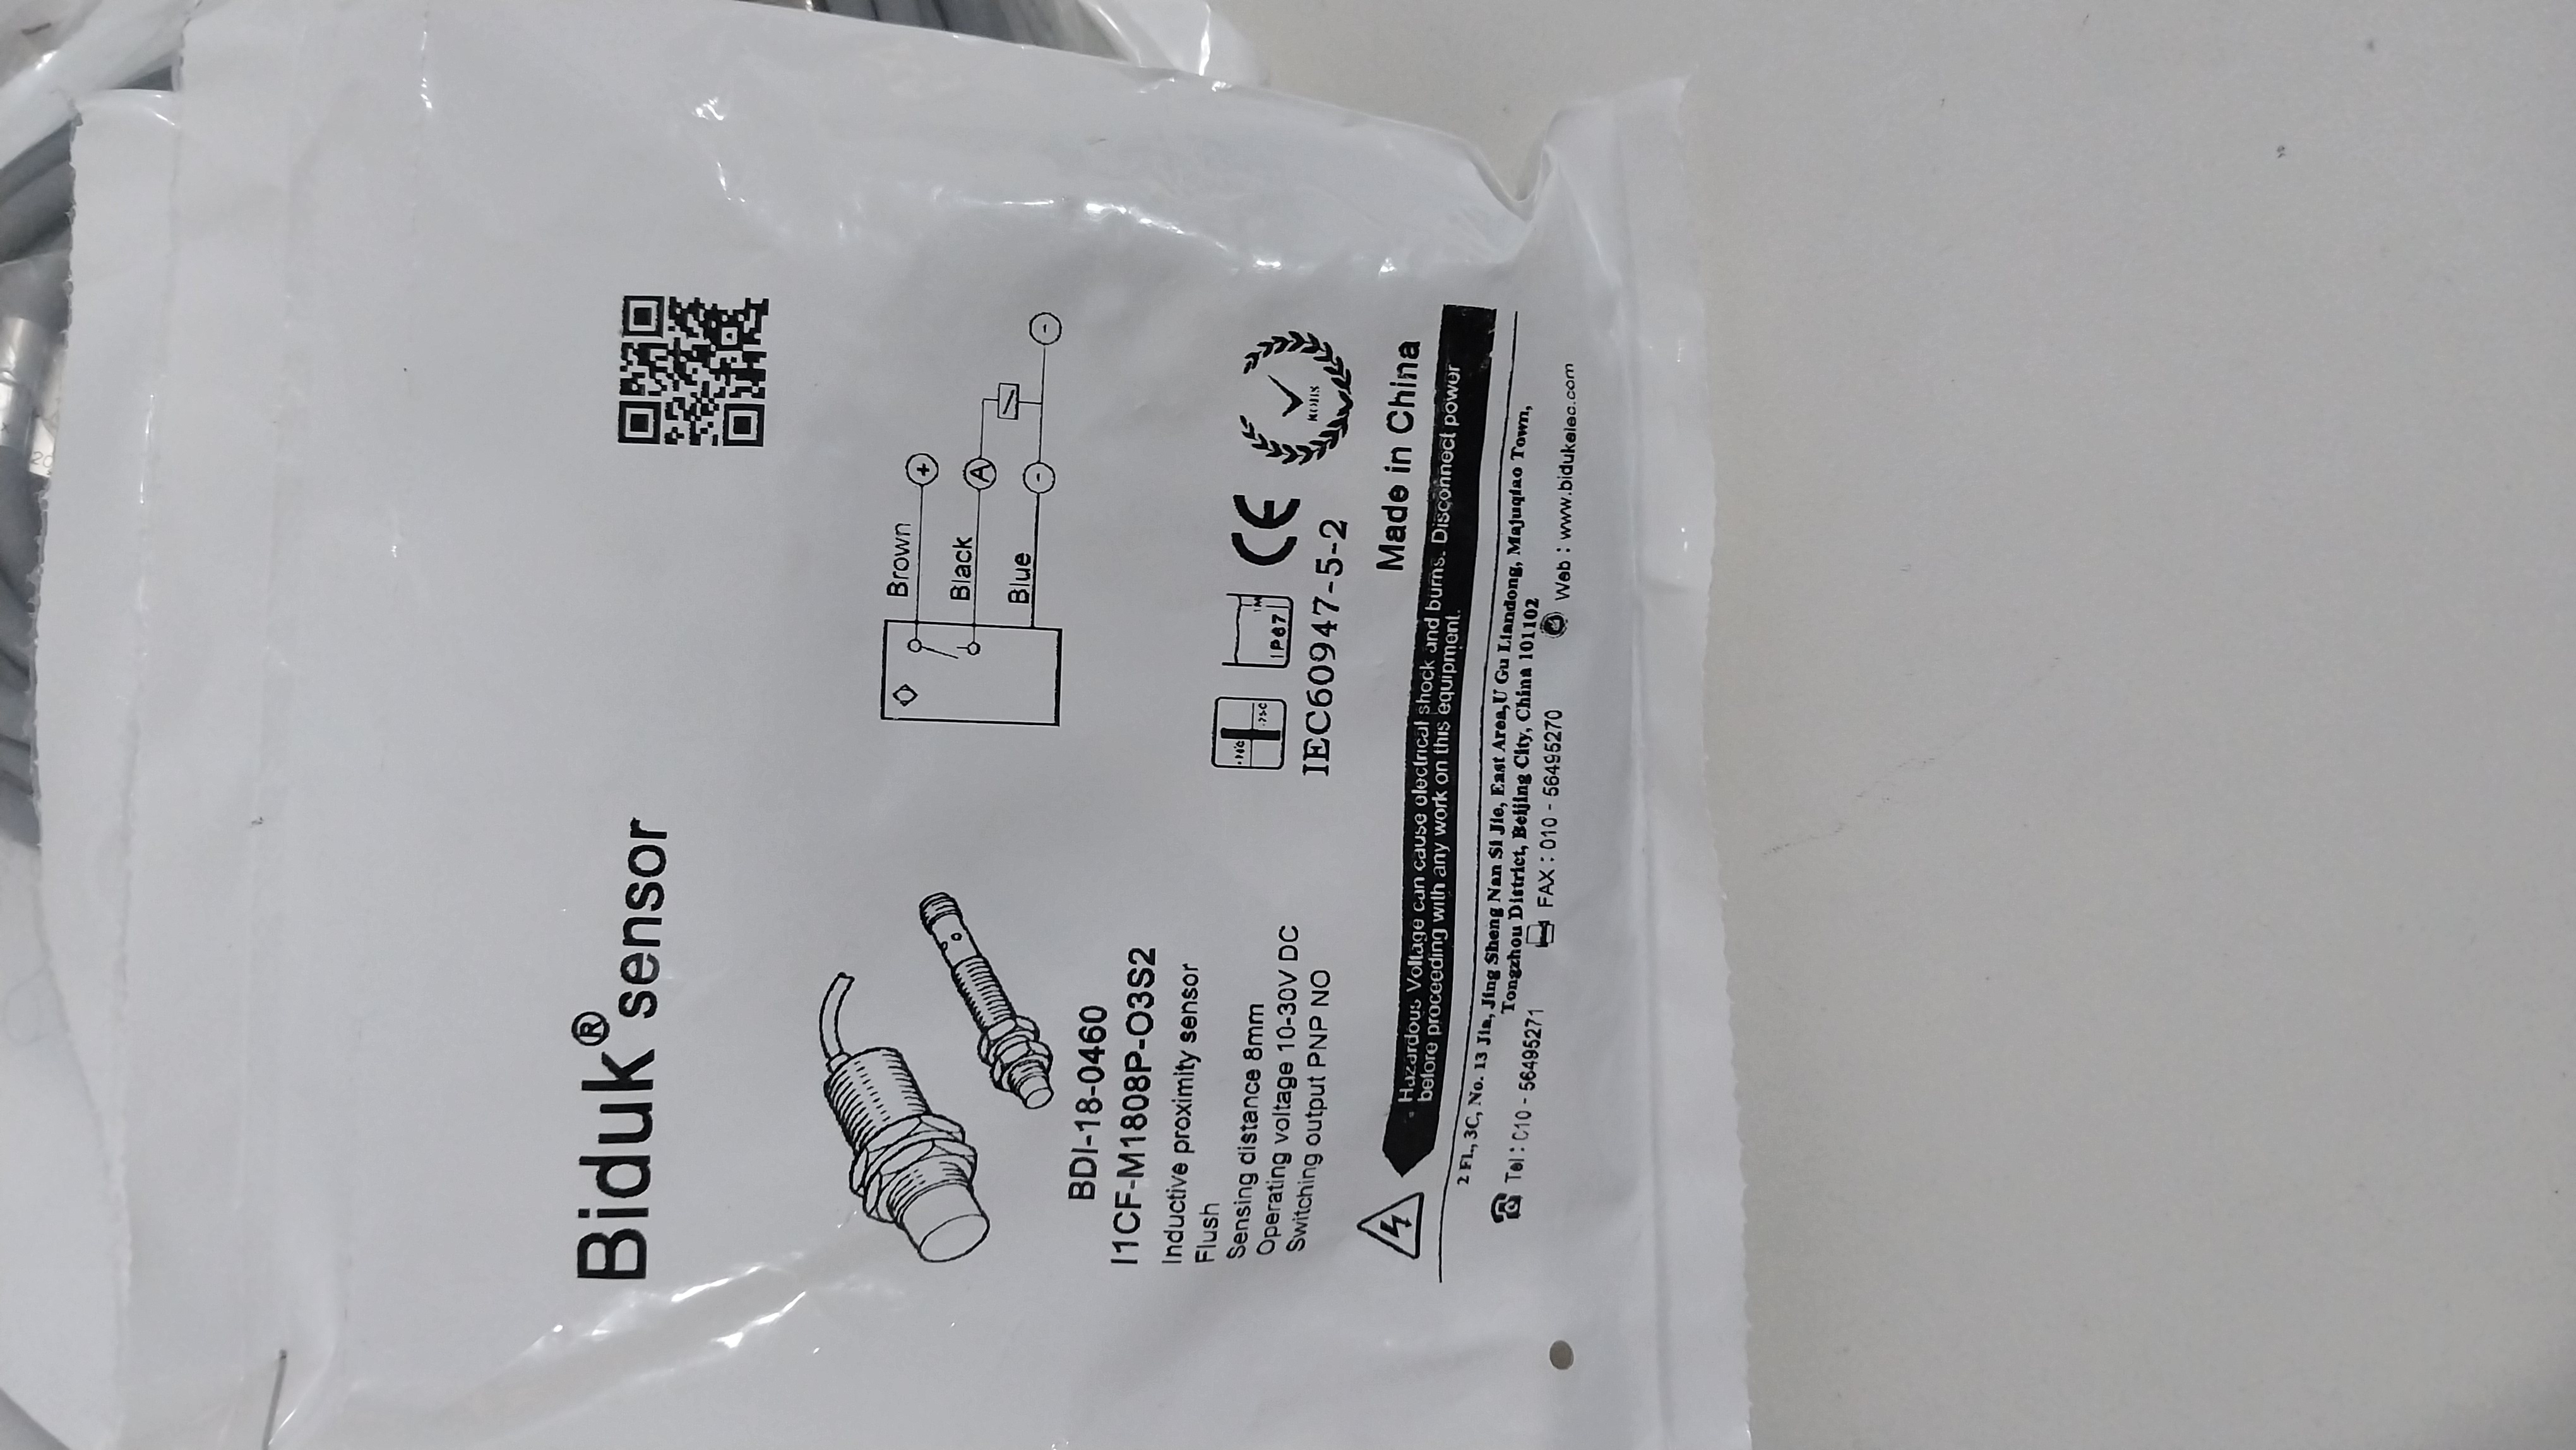 Biduk® sensor
Brown
+
Black
A
Blue
-
-
BDI-18-0460
I1CF-M1808P-O3S2
Inductive proximity sensor
Flush
Sensing distance 8mm
Operating voltage 10-30V DC
Switching output PNP NO
IP67
CE
ROHS
IEC60947-5-2
Made in China
Hazardous Voltage can cause electrical shock and burns. Disconnect power
before proceeding with any work on this equipment.
2 Fl., 3C, No. 13 Jia, Jing Sheng Nan Si Jie, East Area,U Gu Liandong, Majuqiao Town,
Tongzhou District, Beijing City, China 101102
Tel : 010 - 56495271
FAX : 010 - 56495270
Web : www.bidukelec.com